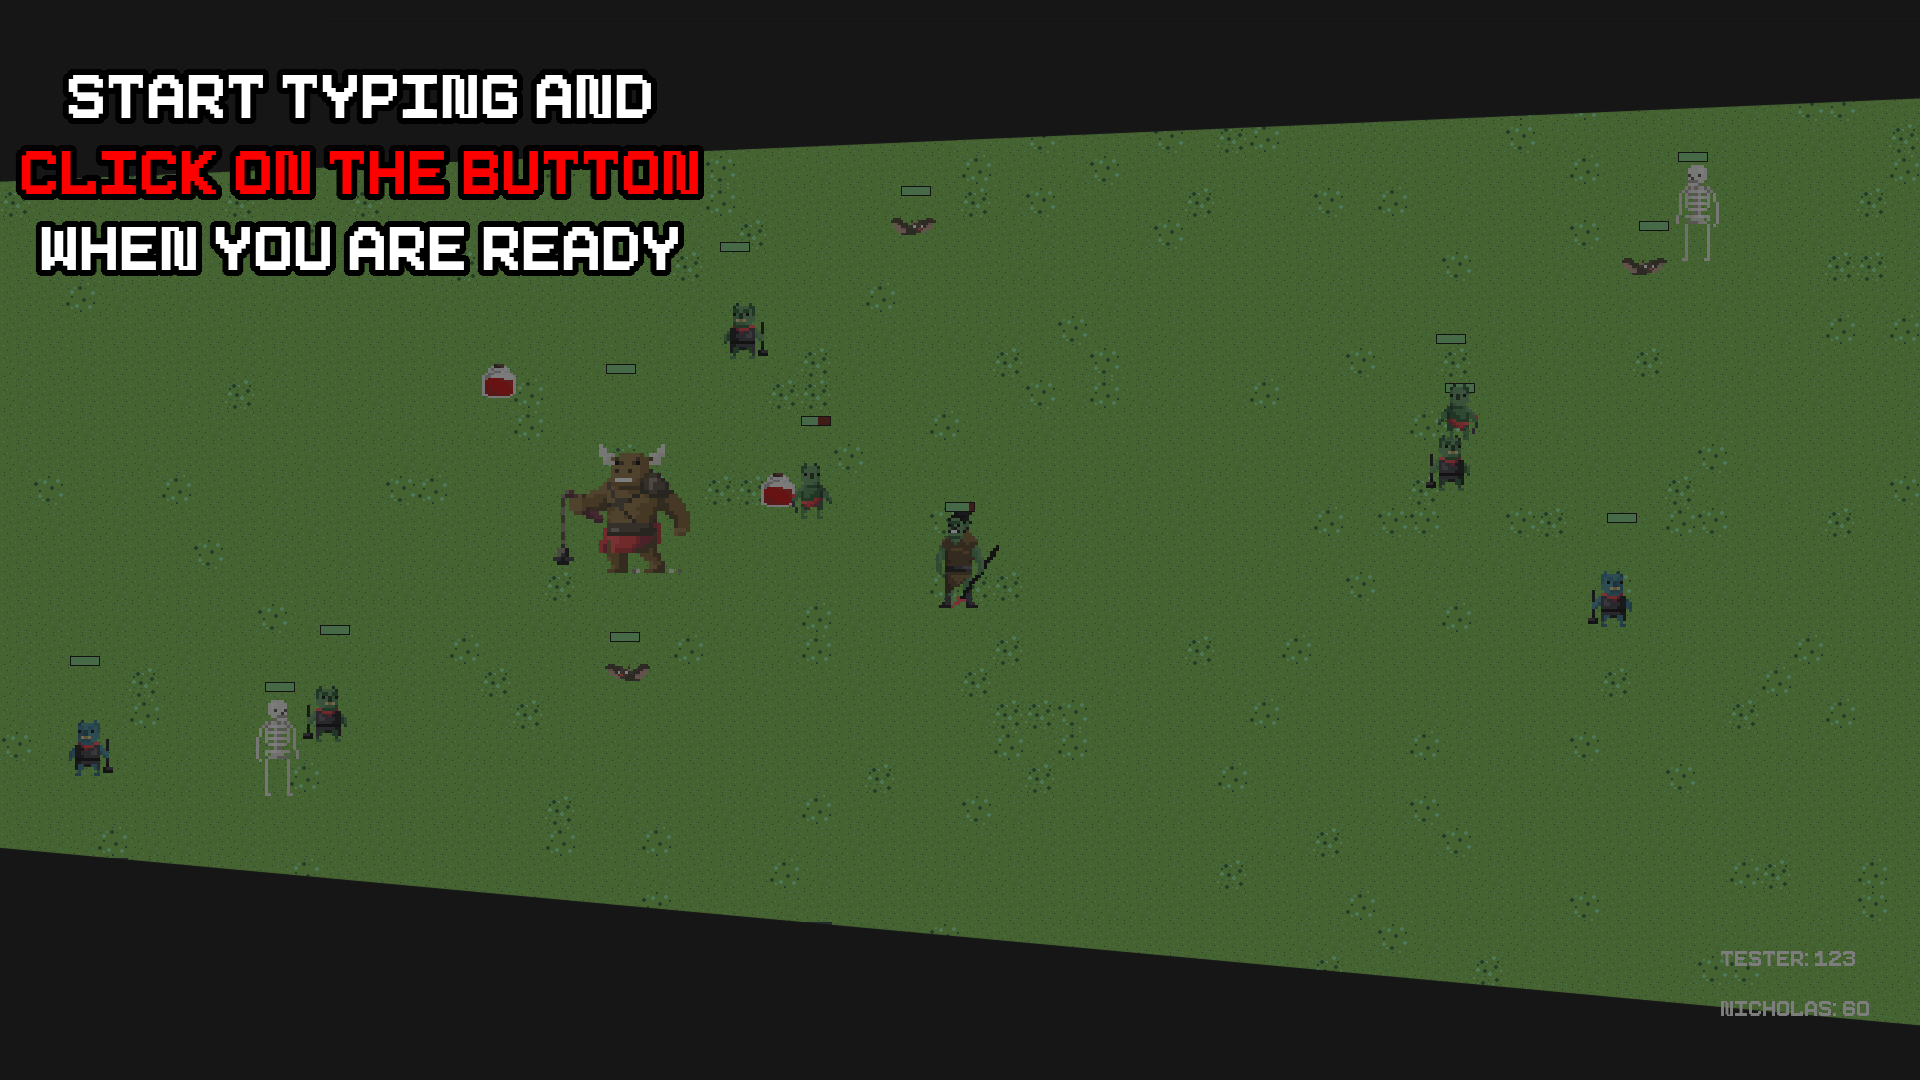 START TYPING AND
CLICK ON THE BUTTON
WHEN YOU ARE READY
TESTER: 123
NICHOLAS: 60